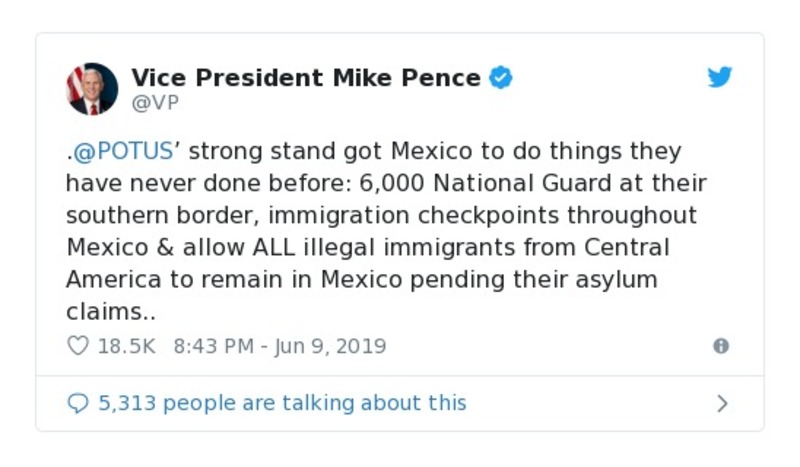 Vice President Mike Pence
@VP
.@POTUS’ strong stand got Mexico to do things they
have never done before: 6,000 National Guard at their
southern border, immigration checkpoints throughout
Mexico & allow ALL illegal immigrants from Central
America to remain in Mexico pending their asylum
claims..
18.5K 8:43 PM - Jun 9, 2019
5,313 people are talking about this